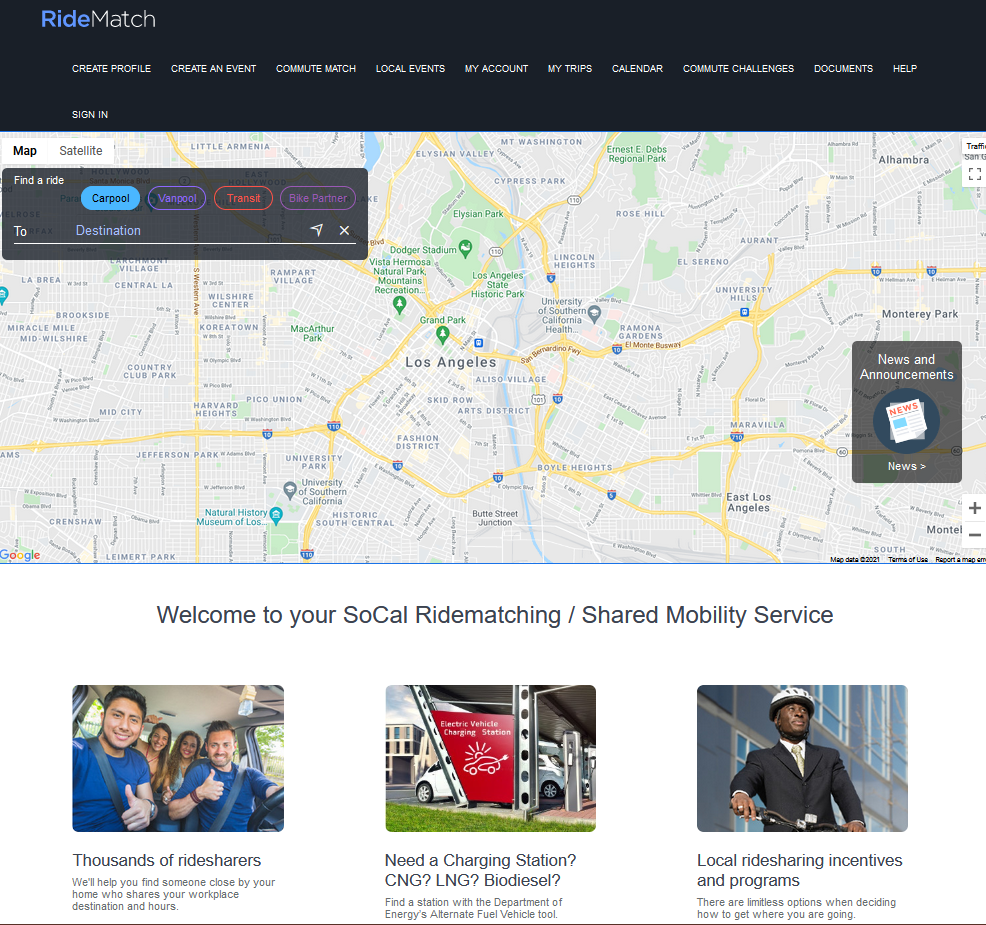 RideMatch
CREATE PROFILE CREATE AN EVENT COMMUTE MATCH LOCAL EVENTS MY ACCOUNT MY TRIPS CALENDAR COMMUTE CHALLENGES DOCUMENTS HELP
SIGN IN
Map Satellite
Find a ride
Carpool Vanpool Transit Bike Partner
To Destination
LITTLE ARMENIA
ELYSIAN VALLEY
MT WASHINGTON
Ernest E. Debs
Regional Park
Alhambra
CYPRESS PARK
Elysian Park
ROSE HILL
Dodger Stadium
Vista Hermosa
Natural Park,
Mountains
Recreation...
Los Angeles
State
Historic Park
LINCOLN
HEIGHTS
AURANT
EL SERENO
LARCHMONT
VILLAGE
LA BREA
CENTRAL LA
RAMPART
VILLAGE
S Western Ave
WILSHIRE
CENTER
KOREATOWN
BROOKSIDE
MIRACLE MILE
MID-WILSHIRE
MacArthur
Park
Grand Park
University
of Southern
California
Health...
UNIVERSITY
HILLS
Monterey Park
RAMONA
GARDENS
El Monte Busway
San Bernardino Fwy
Los Angeles
COUNTRY
CLUB PARK
ALISO VILLAGE
SKID ROW
ARTS DISTRICT
PICO UNION
HARVARD
HEIGHTS
MID CITY
MARAVILLA
FASHION
DISTRICT
JEFFERSON PARK
UNIVERSITY
PARK
BOYLE HEIGHTS
University
of Southern
California
East Los
Angeles
Natural History
Museum of Los...
HISTORIC
SOUTH CENTRAL
Butte Street
Junction
CRENSHAW
LEIMERT PARK
News and
Announcements
NEWS
News >
Google
Map data ©2021 Terms of Use Report a map err
Welcome to your SoCal Ridematching / Shared Mobility Service
Electric Vehicle
Charging Station
Thousands of ridesharers
We'll help you find someone close by your
home who shares your workplace
destination and hours.
Need a Charging Station?
CNG? LNG? Biodiesel?
Find a station with the Department of
Energy's Alternate Fuel Vehicle tool.
Local ridesharing incentives
and programs
There are limitless options when deciding
how to get where you are going.